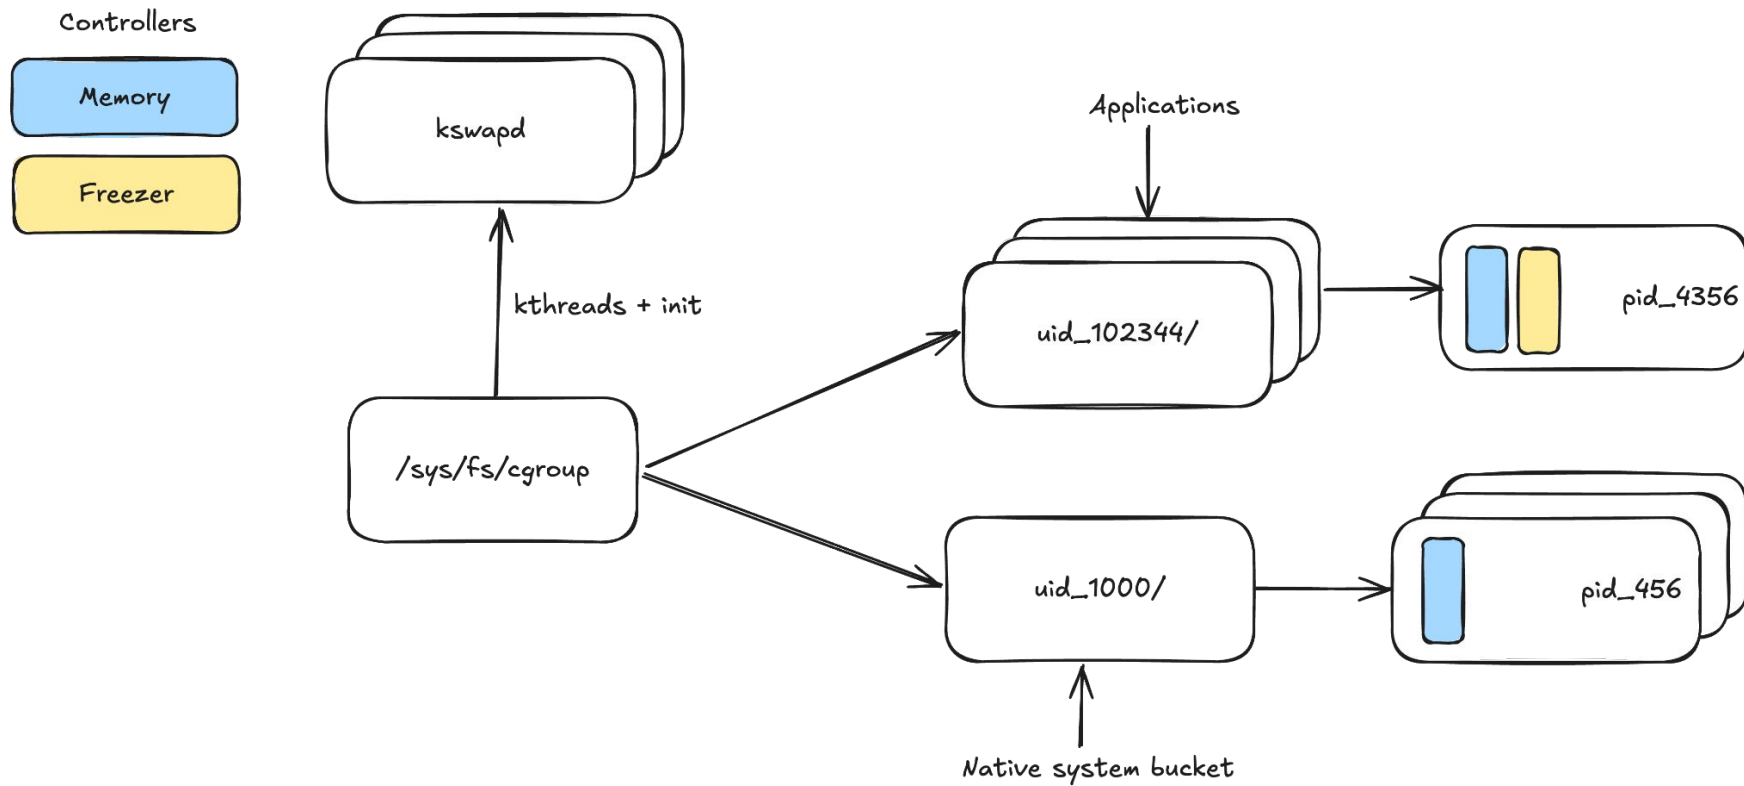 Controllers
Memory
Freezer
kswapd
kthreads + init
/sys/fs/cgroup
Applications
uid_102344/
pid_4356
uid_1000/
pid_456
Native system bucket